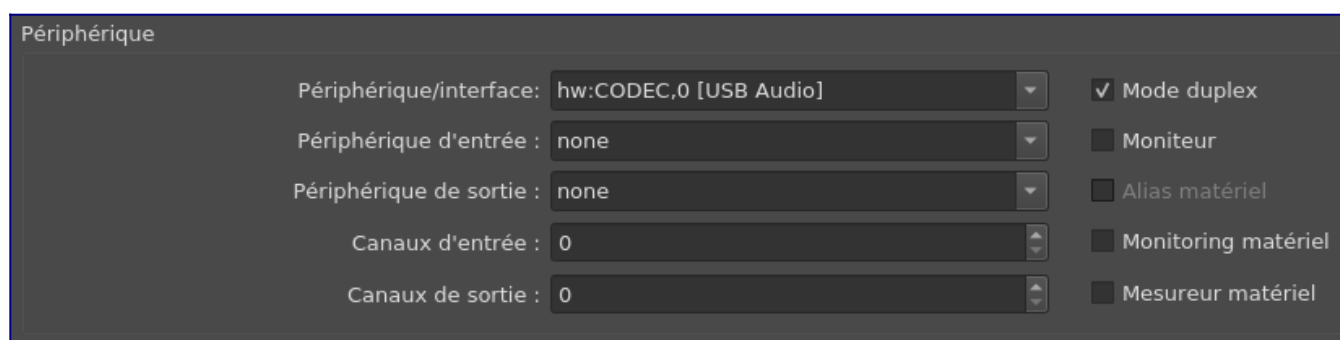 Périphérique
Périphérique/interface: hw:CODEC,0 [USB Audio] Mode duplex
Périphérique d'entrée : none Moniteur
Périphérique de sortie : none Alias matériel
Canaux d'entrée : 0 Monitoring matériel
Canaux de sortie : 0 Mesureur matériel